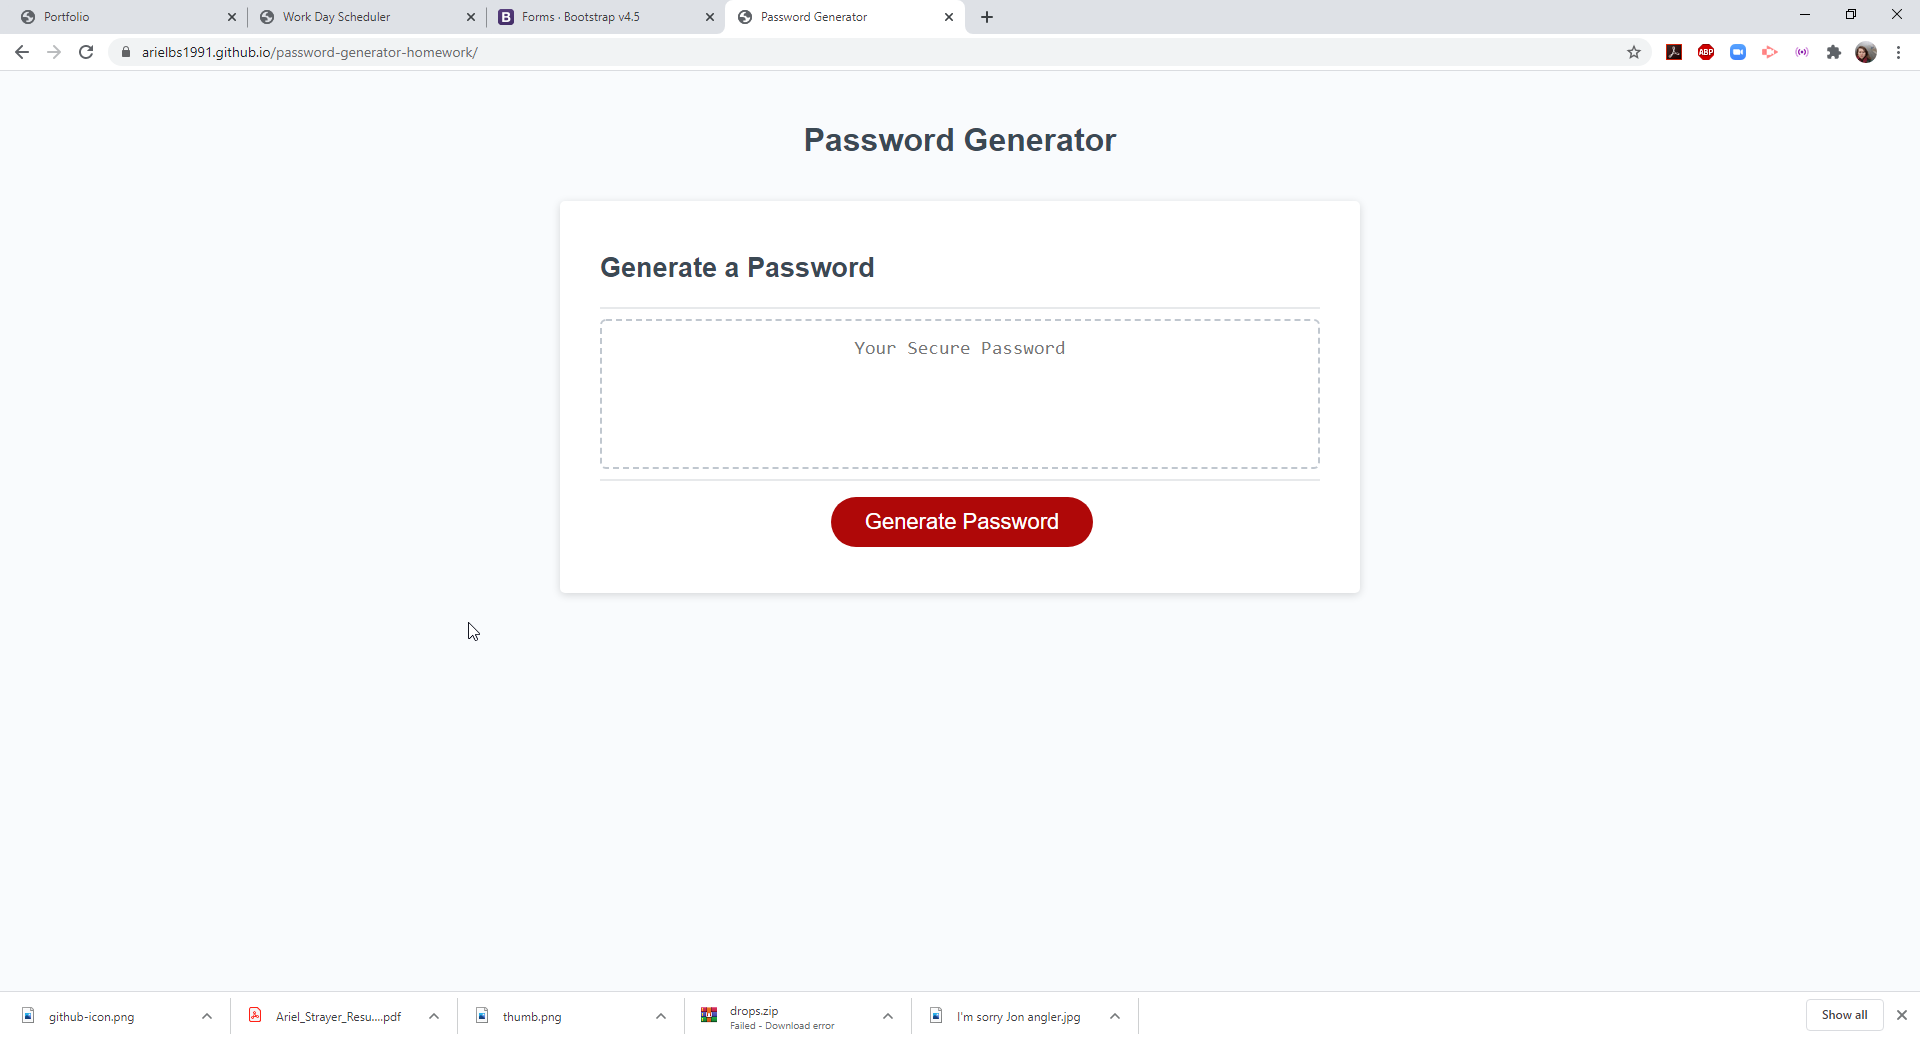 Portfolio
Work Day Scheduler
B Forms · Bootstrap v4.5
Password Generator
arielbs1991.github.io/password-generator-homework/
ABP
Password Generator
Generate a Password
Your Secure Password
Generate Password
github-icon.png
Ariel_Strayer_Resu....pdf
thumb.png
drops.zip
Failed - Download error
I'm sorry Jon angler.jpg
Show all